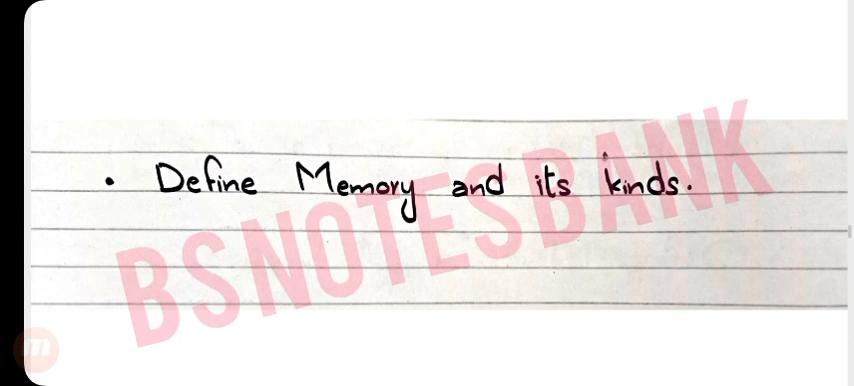 • Define Memory and its kinds.
BSNOTESBANK
m